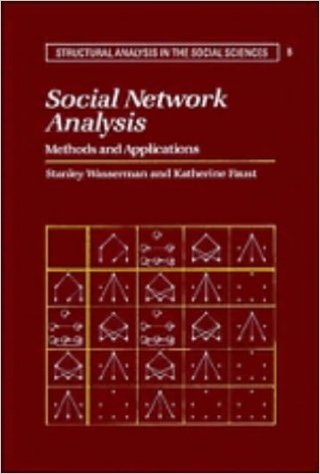 STRUCTURAL ANALYSIS IN THE SOCIAL SCIENCES 8
Social Network
Analysis
Methods and Applications
Stanley Wasserman and Katherine Faust